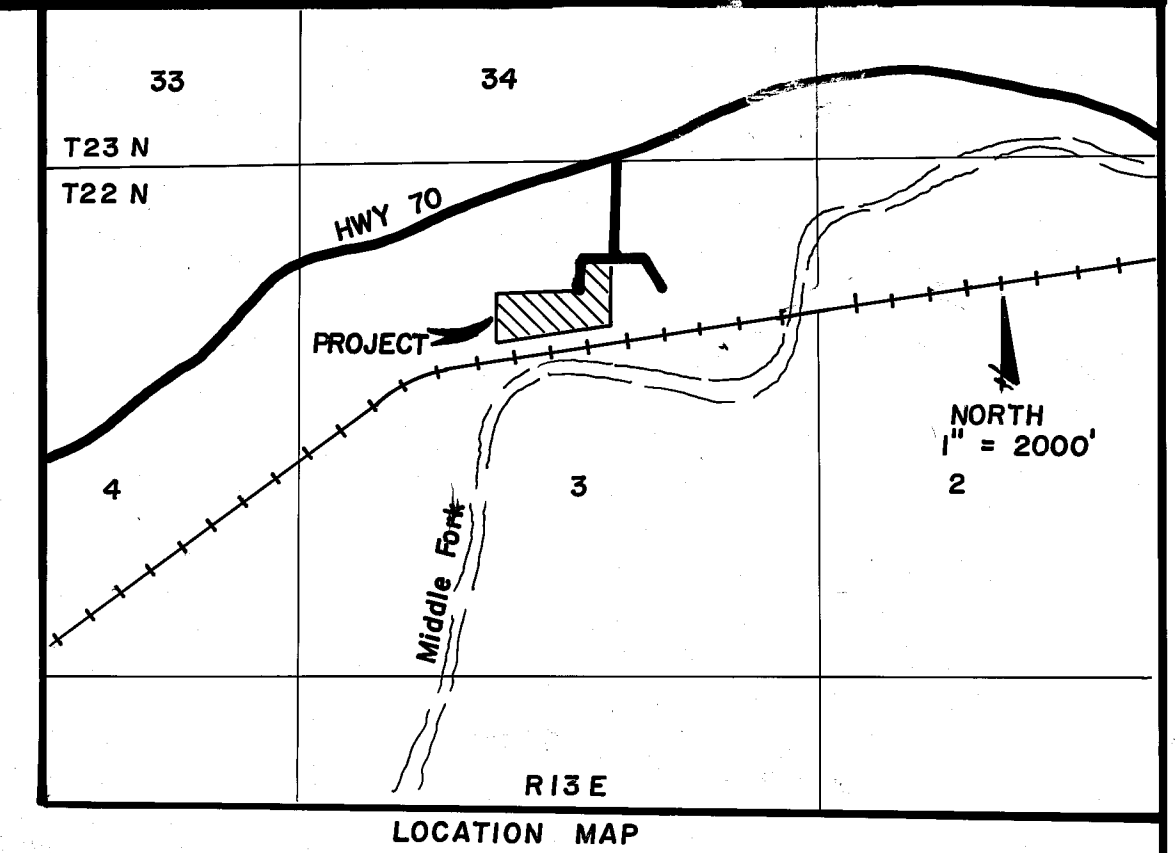 33
34
T23 N
T22 N
HWY 70
PROJECT
NORTH
1" = 2000'
4
3
2
Middle Fork
R13E
LOCATION MAP